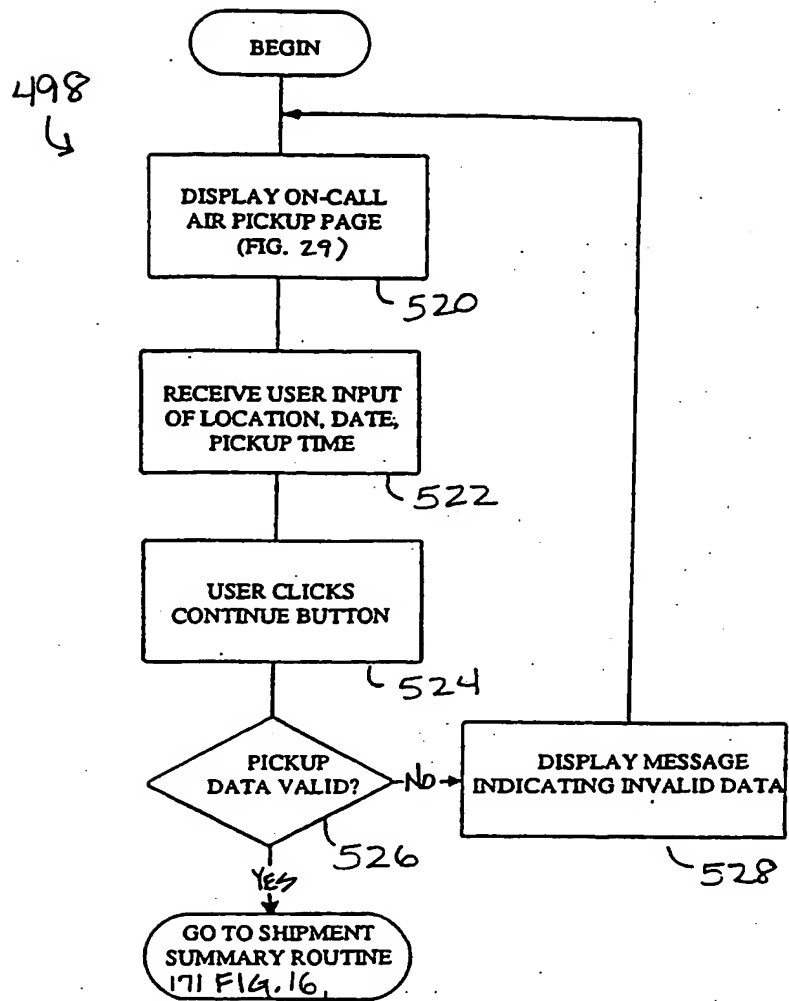 BEGIN
498
DISPLAY ON-CALL
AIR PICKUP PAGE
(FIG. 29)
520
RECEIVE USER INPUT
OF LOCATION, DATE,
PICKUP TIME
522
USER CLICKS
CONTINUE BUTTON
524
PICKUP
DATA VALID?
NO
DISPLAY MESSAGE
INDICATING INVALID DATA
526
528
YES
GO TO SHIPMENT
SUMMARY ROUTINE
171 FIG. 16